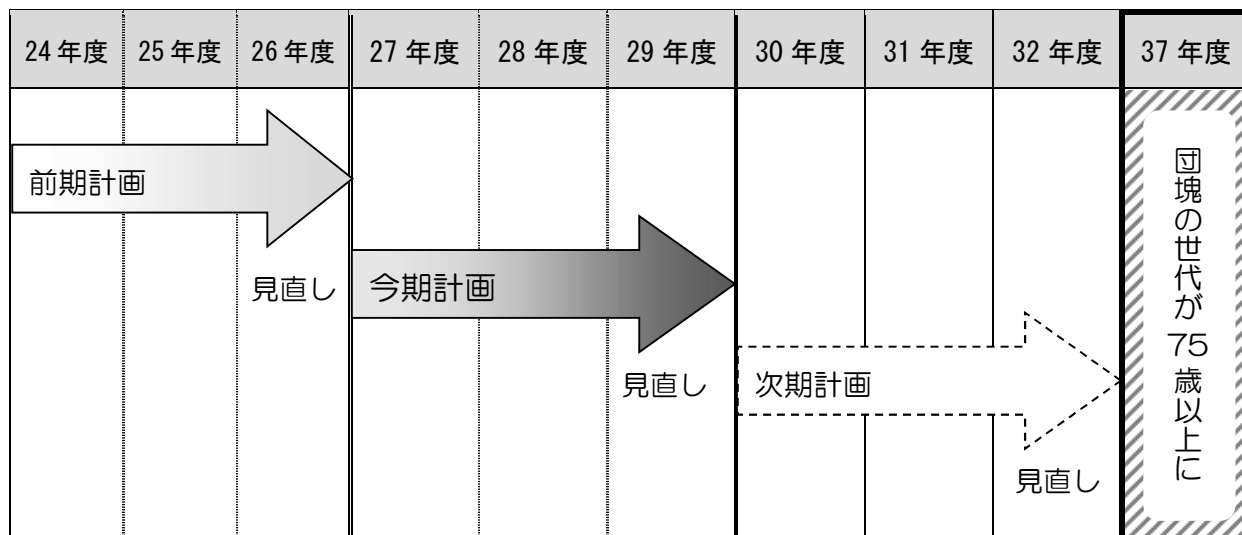 24年度 25年度 26年度 27年度 28年度 29年度 30年度 31年度 32年度 37年度
前期計画
見直し
今期計画
見直し
次期計画
見直し
団塊の世代が75歳以上に